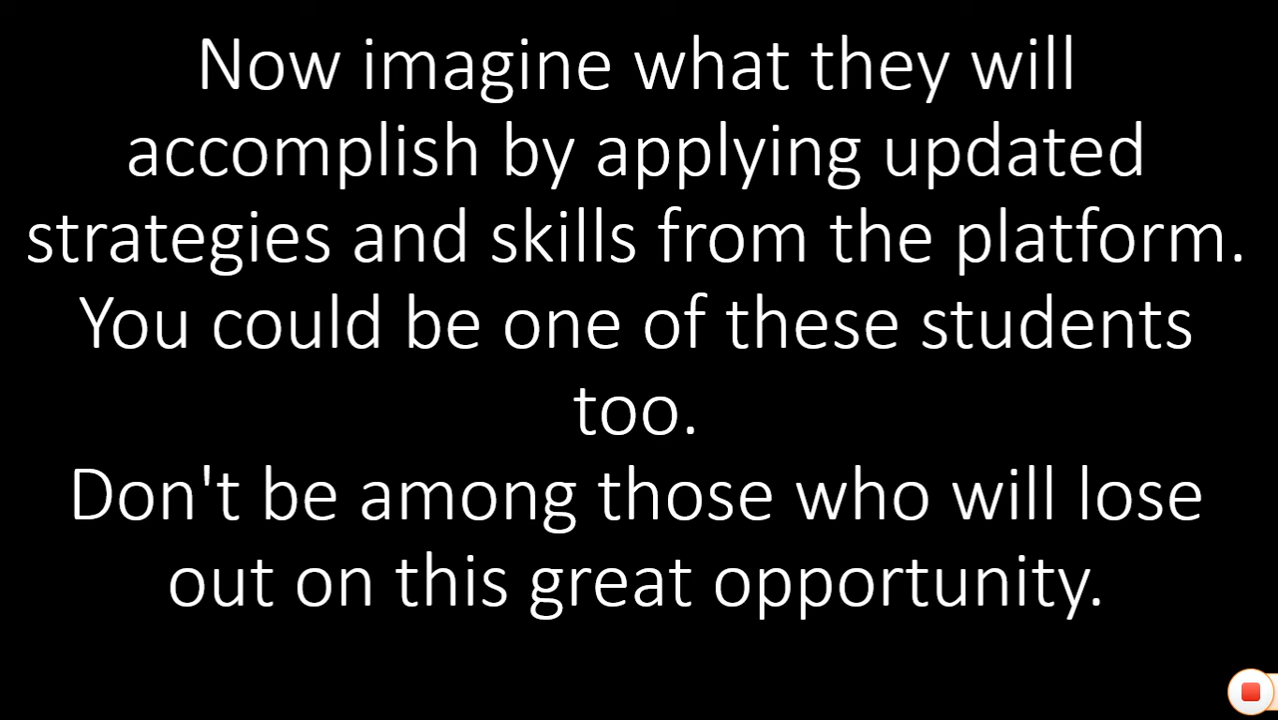 Now imagine what they will
accomplish by applying updated
strategies and skills from the platform.
You could be one of these students
too.
Don't be among those who will lose
out on this great opportunity.